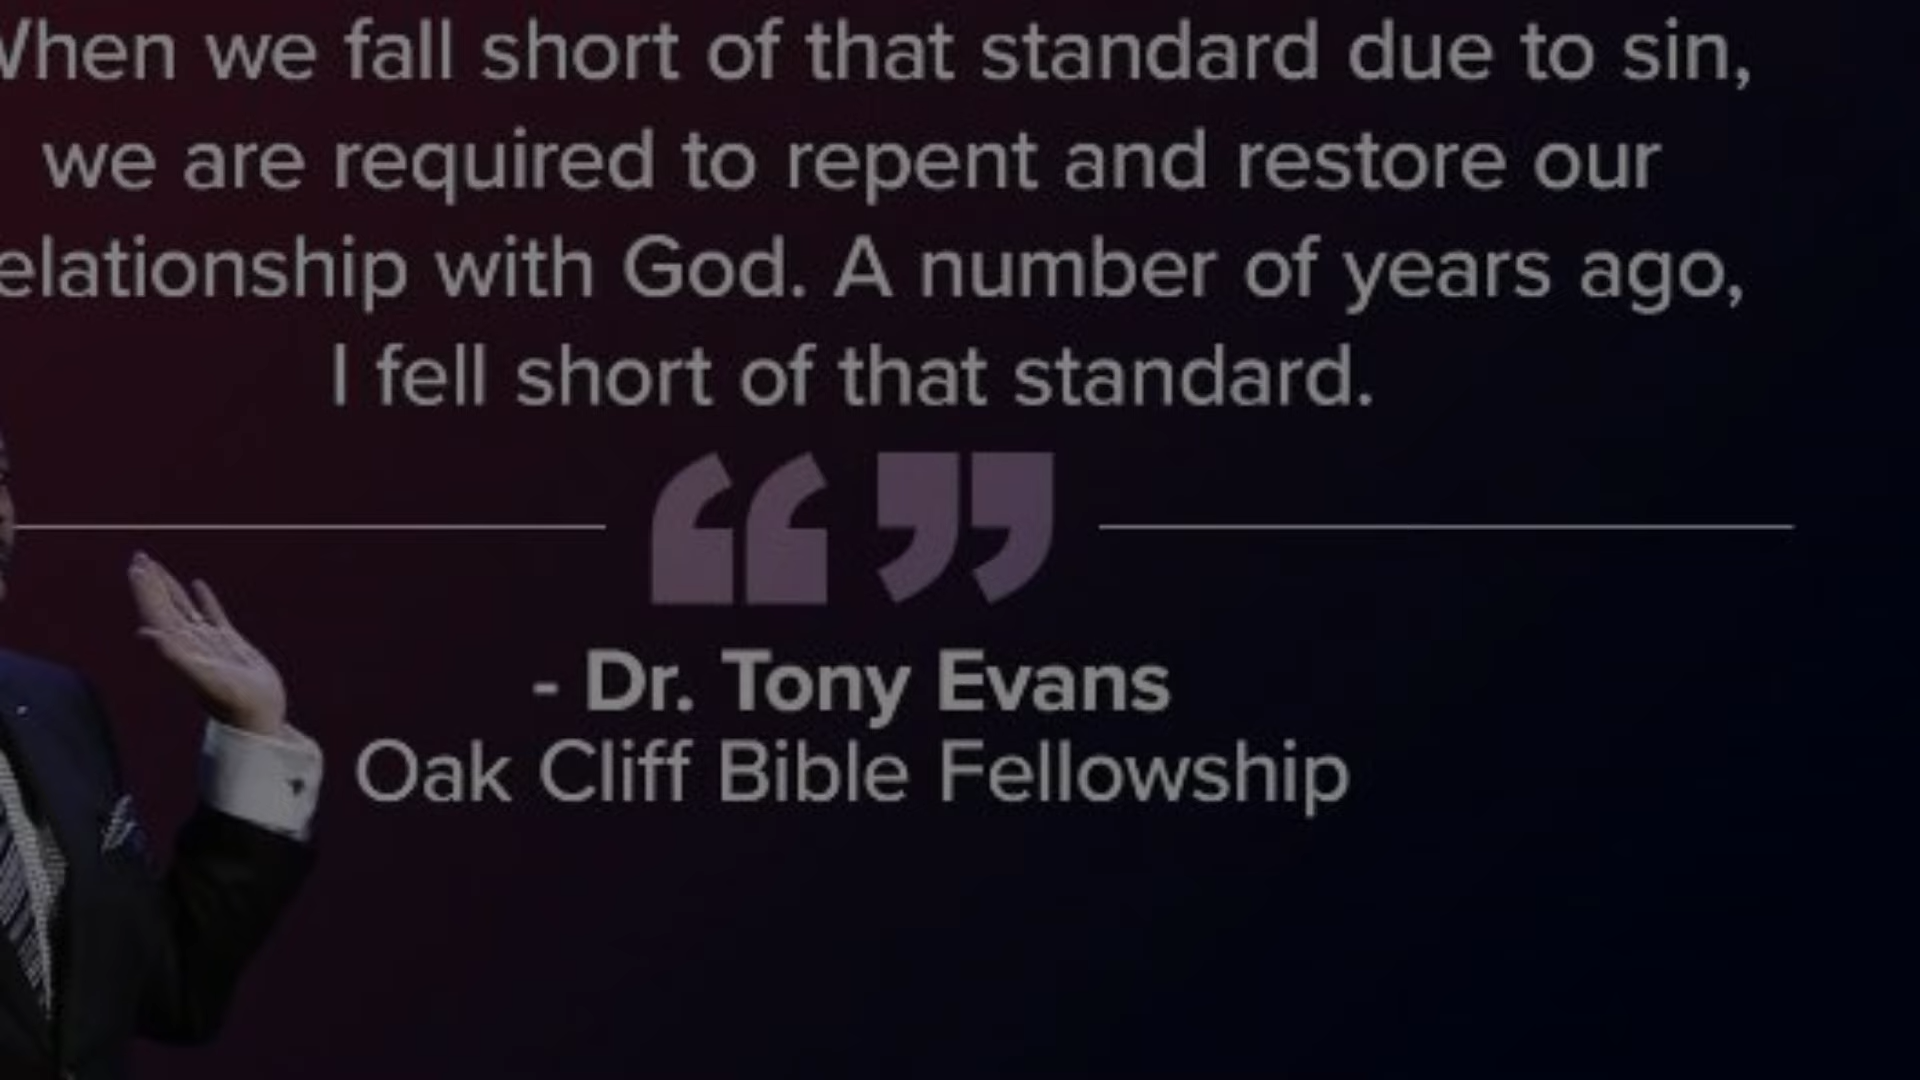 When we fall short of that standard due to sin,
we are required to repent and restore our
elationship with God. A number of years ago,
I fell short of that standard.
“ ”
- Dr. Tony Evans
Oak Cliff Bible Fellowship